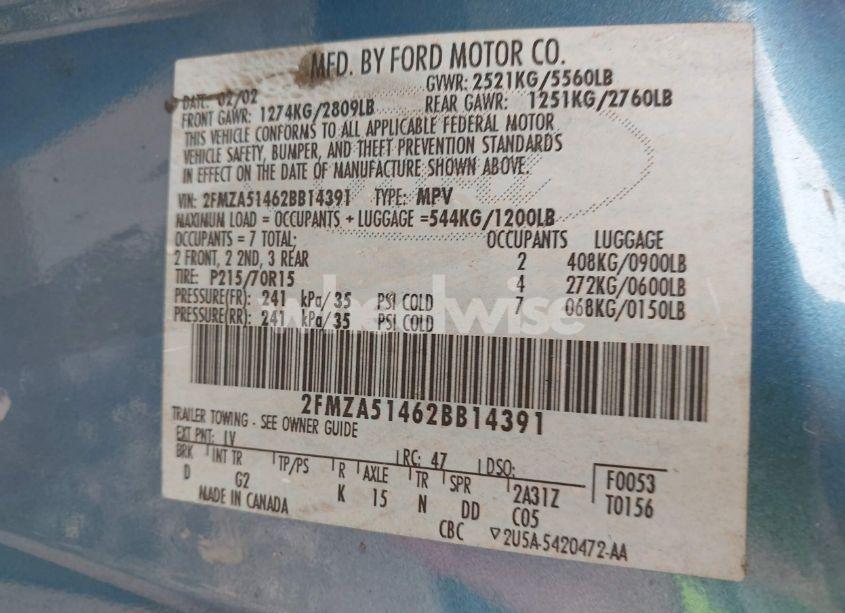 MFD. BY FORD MOTOR CO.
DATE: 02/02 GVWR: 2521KG/5560LB
FRONT GAWR: 1274KG/2809LB REAR GAWR: 1251KG/2760LB
THIS VEHICLE CONFORMS TO ALL APPLICABLE FEDERAL MOTOR
VEHICLE SAFETY, BUMPER, AND THEFT PREVENTION STANDARDS
IN EFFECT ON THE DATE OF MANUFACTURE SHOWN ABOVE.
VIN: 2FMZA51462BB14391 TYPE: MPV
MAXIMUM LOAD = OCCUPANTS + LUGGAGE =544KG/1200LB
OCCUPANTS = 7 TOTAL; OCCUPANTS LUGGAGE
2 FRONT, 2 2ND, 3 REAR 2 408KG/0900LB
TIRE: P215/70R15 4 272KG/0600LB
PRESSURE(FR): 241 kPa/35 PSI COLD 7 068KG/0150LB
PRESSURE(RR): 241 kPa/35 PSI COLD
wheelwise
2FMZA51462BB14391
TRAILER TOWING - SEE OWNER GUIDE
EXT PNT: LV RC: 47 DSO:
BRK INT TR TP/PS R AXLE TR SPR 2A31Z F0053
D G2 K 15 N DD C05 T0156
MADE IN CANADA CBC ▽2U5A-5420472-AA